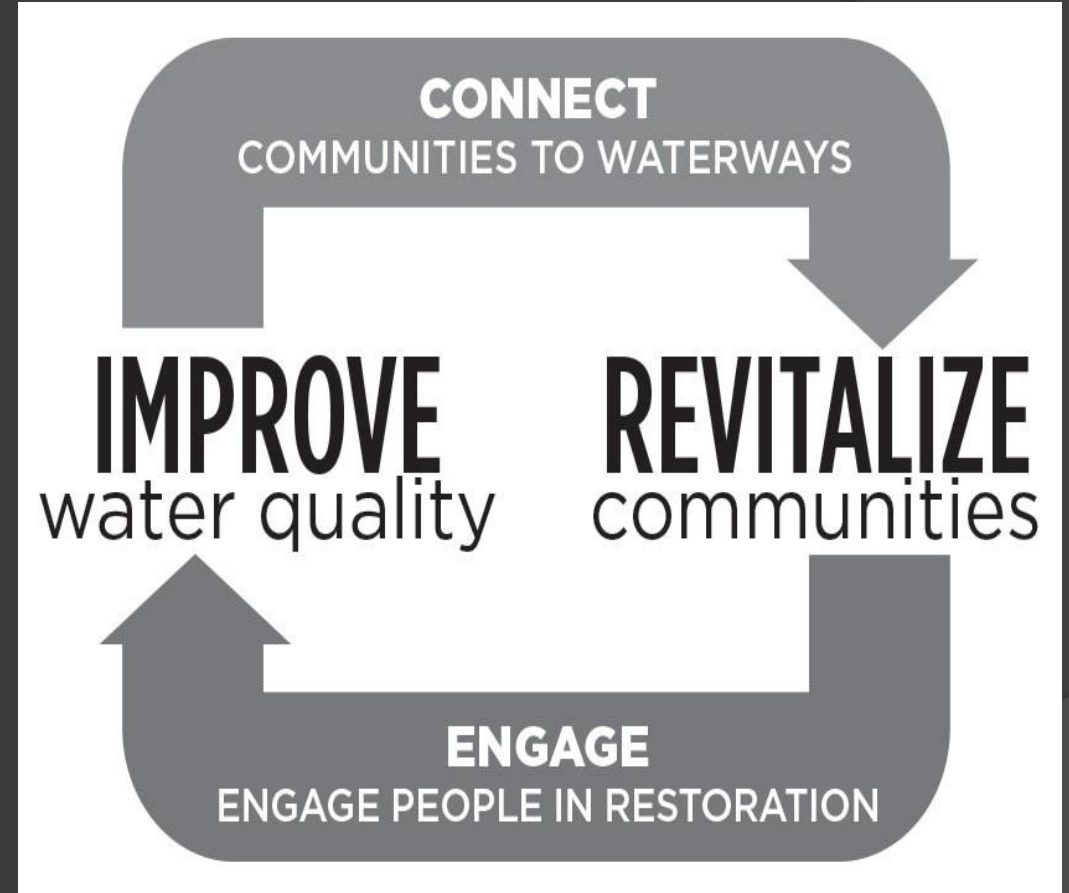 CONNECT
COMMUNITIES TO WATERWAYS
IMPROVE
water quality
REVITALIZE
communities
ENGAGE
ENGAGE PEOPLE IN RESTORATION